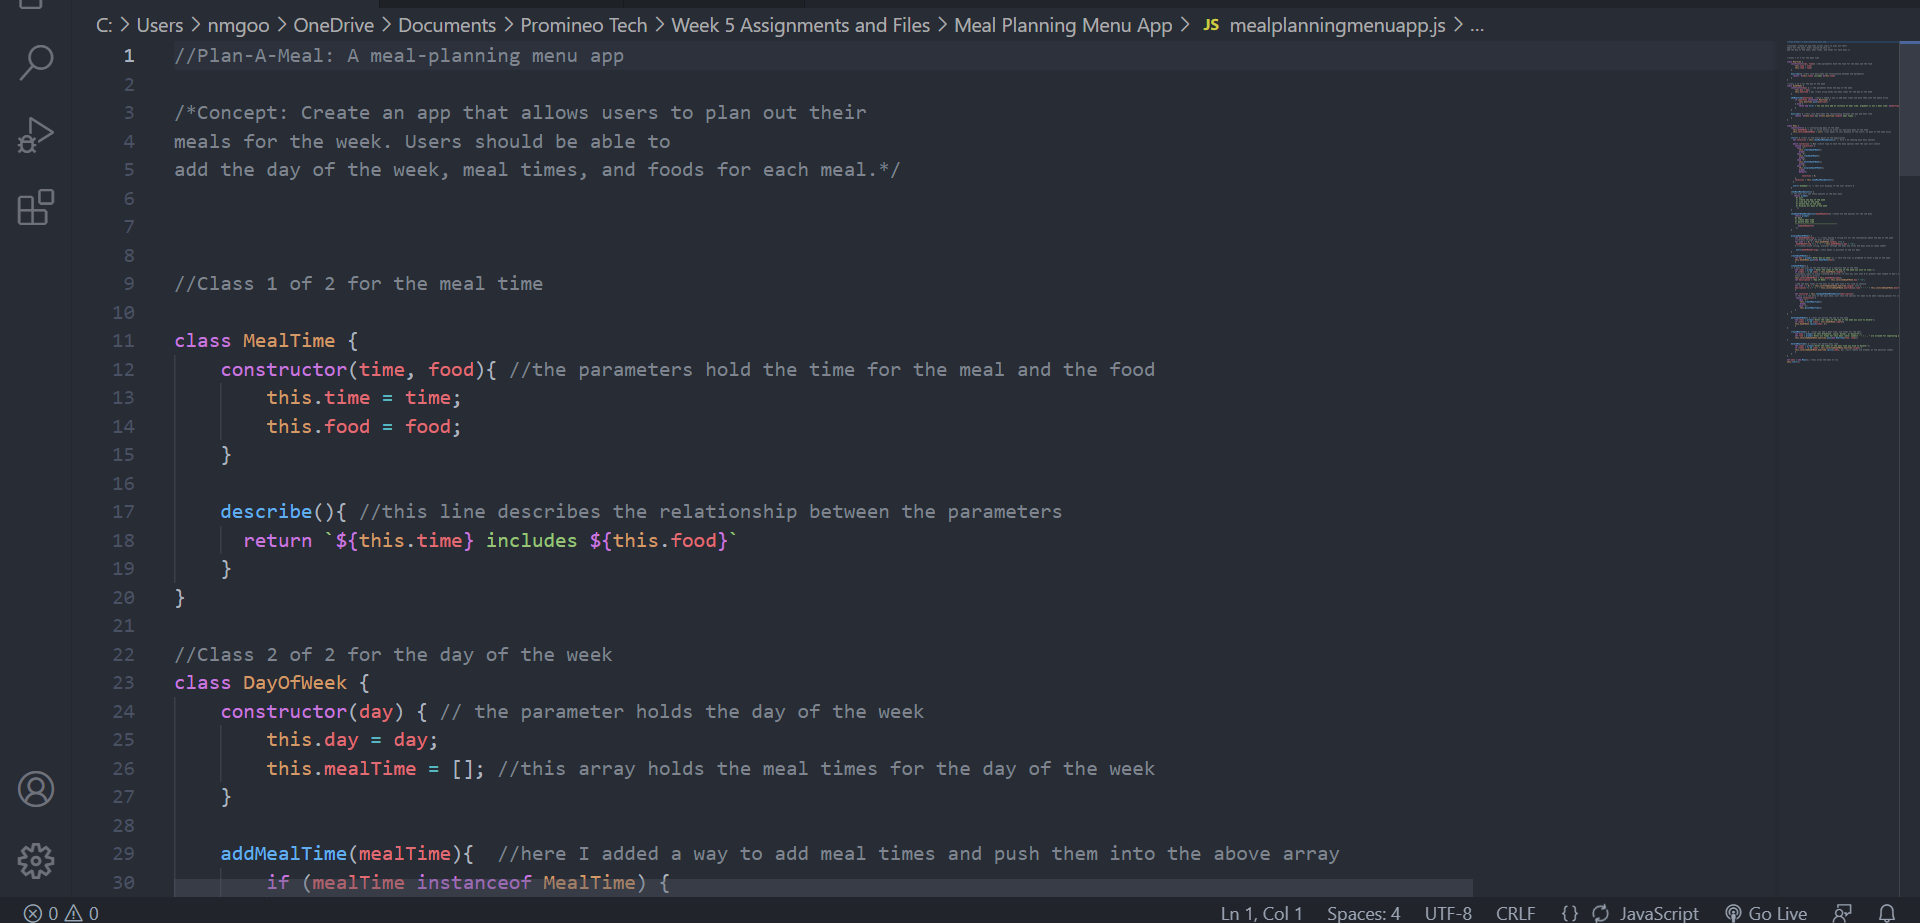 C: > Users > nmgoo > OneDrive > Documents > Promineo Tech > Week 5 Assignments and Files > Meal Planning Menu App > JS mealplanningmenuapp.js > ...
1 //Plan-A-Meal: A meal-planning menu app
2
3 /*Concept: Create an app that allows users to plan out their
4 meals for the week. Users should be able to
5 add the day of the week, meal times, and foods for each meal.*/
6
7
8
9 //Class 1 of 2 for the meal time
10
11 class MealTime {
12     constructor(time, food){ //the parameters hold the time for the meal and the food
13         this.time = time;
14         this.food = food;
15     }
16
17     describe(){ //this line describes the relationship between the parameters
18       return `${this.time} includes ${this.food}`
19     }
20 }
21
22 //Class 2 of 2 for the day of the week
23 class DayOfWeek {
24     constructor(day) { // the parameter holds the day of the week
25         this.day = day;
26         this.mealTime = []; //this array holds the meal times for the day of the week
27     }
28
29     addMealTime(mealTime){  //here I added a way to add meal times and push them into the above array
30         if (mealTime instanceof MealTime) {
0 0 Ln 1, Col 1 Spaces: 4 UTF-8 CRLF {} JavaScript Go Live